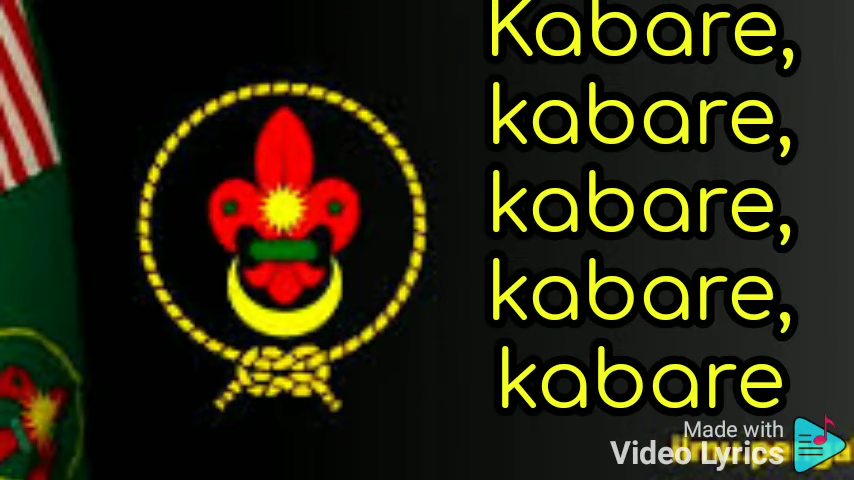 Kabare,
kabare,
kabare,
kabare,
kabare
Made with
Video Lyrics